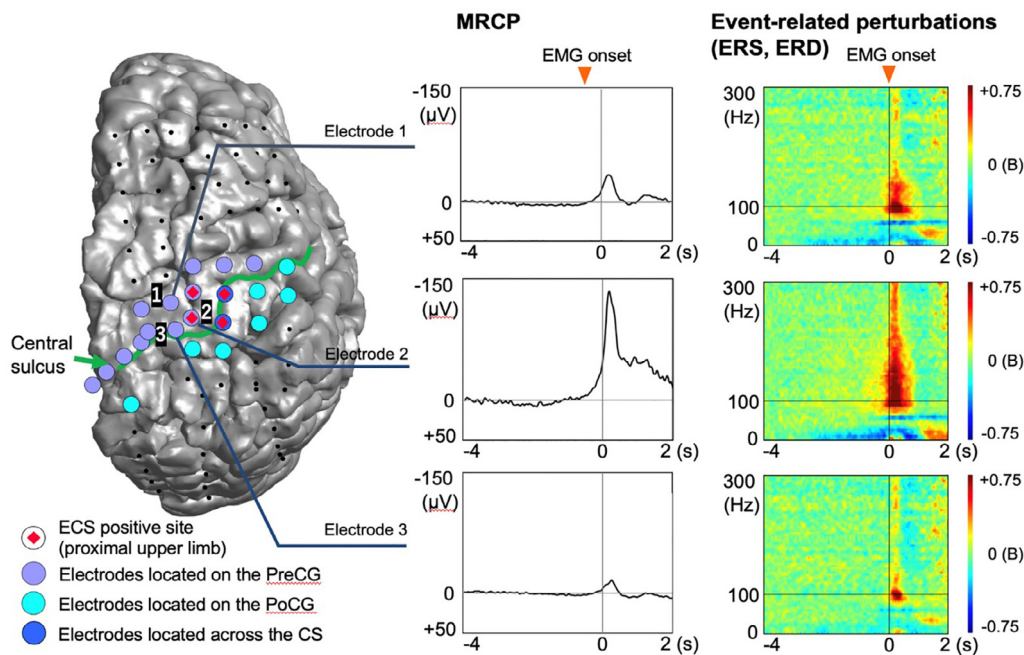 MRCP
Event-related perturbations
(ERS, ERD)
EMG onset
EMG onset
Electrode 1
-150
(μV)
0
+50
-4
0
2 (s)
300
(Hz)
100
0
-4
0
2 (s)
+0.75
0 (B)
-0.75
1
2
3
Central
sulcus
Electrode 2
-150
(μV)
0
+50
-4
0
2 (s)
300
(Hz)
100
0
-4
0
2 (s)
+0.75
0 (B)
-0.75
Electrode 3
-150
(μV)
0
+50
-4
0
2 (s)
300
(Hz)
100
0
-4
0
2 (s)
+0.75
0 (B)
-0.75
ECS positive site
(proximal upper limb)
Electrodes located on the PreCG
Electrodes located on the PoCG
Electrodes located across the CS